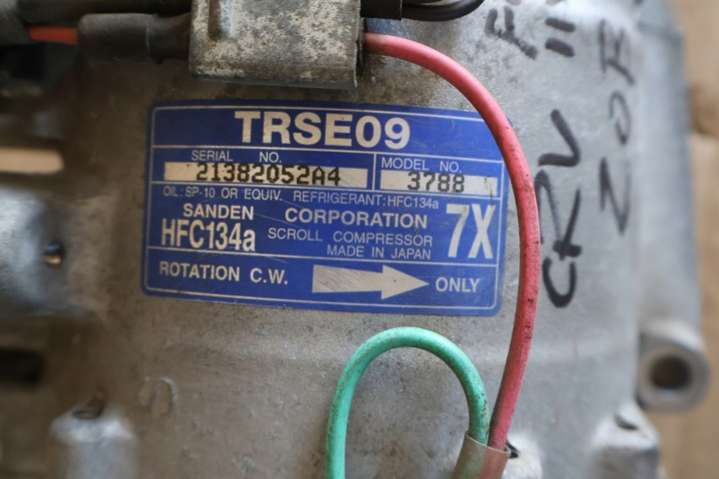 TRSE09
SERIAL NO.
MODEL NO.
21382052A4
3788
OIL:SP-10 OR EQUIV. REFRIGERANT:HFC134a
SANDEN CORPORATION
7X
HFC134a
SCROLL COMPRESSOR
MADE IN JAPAN
ROTATION C.W.
ONLY
CRV